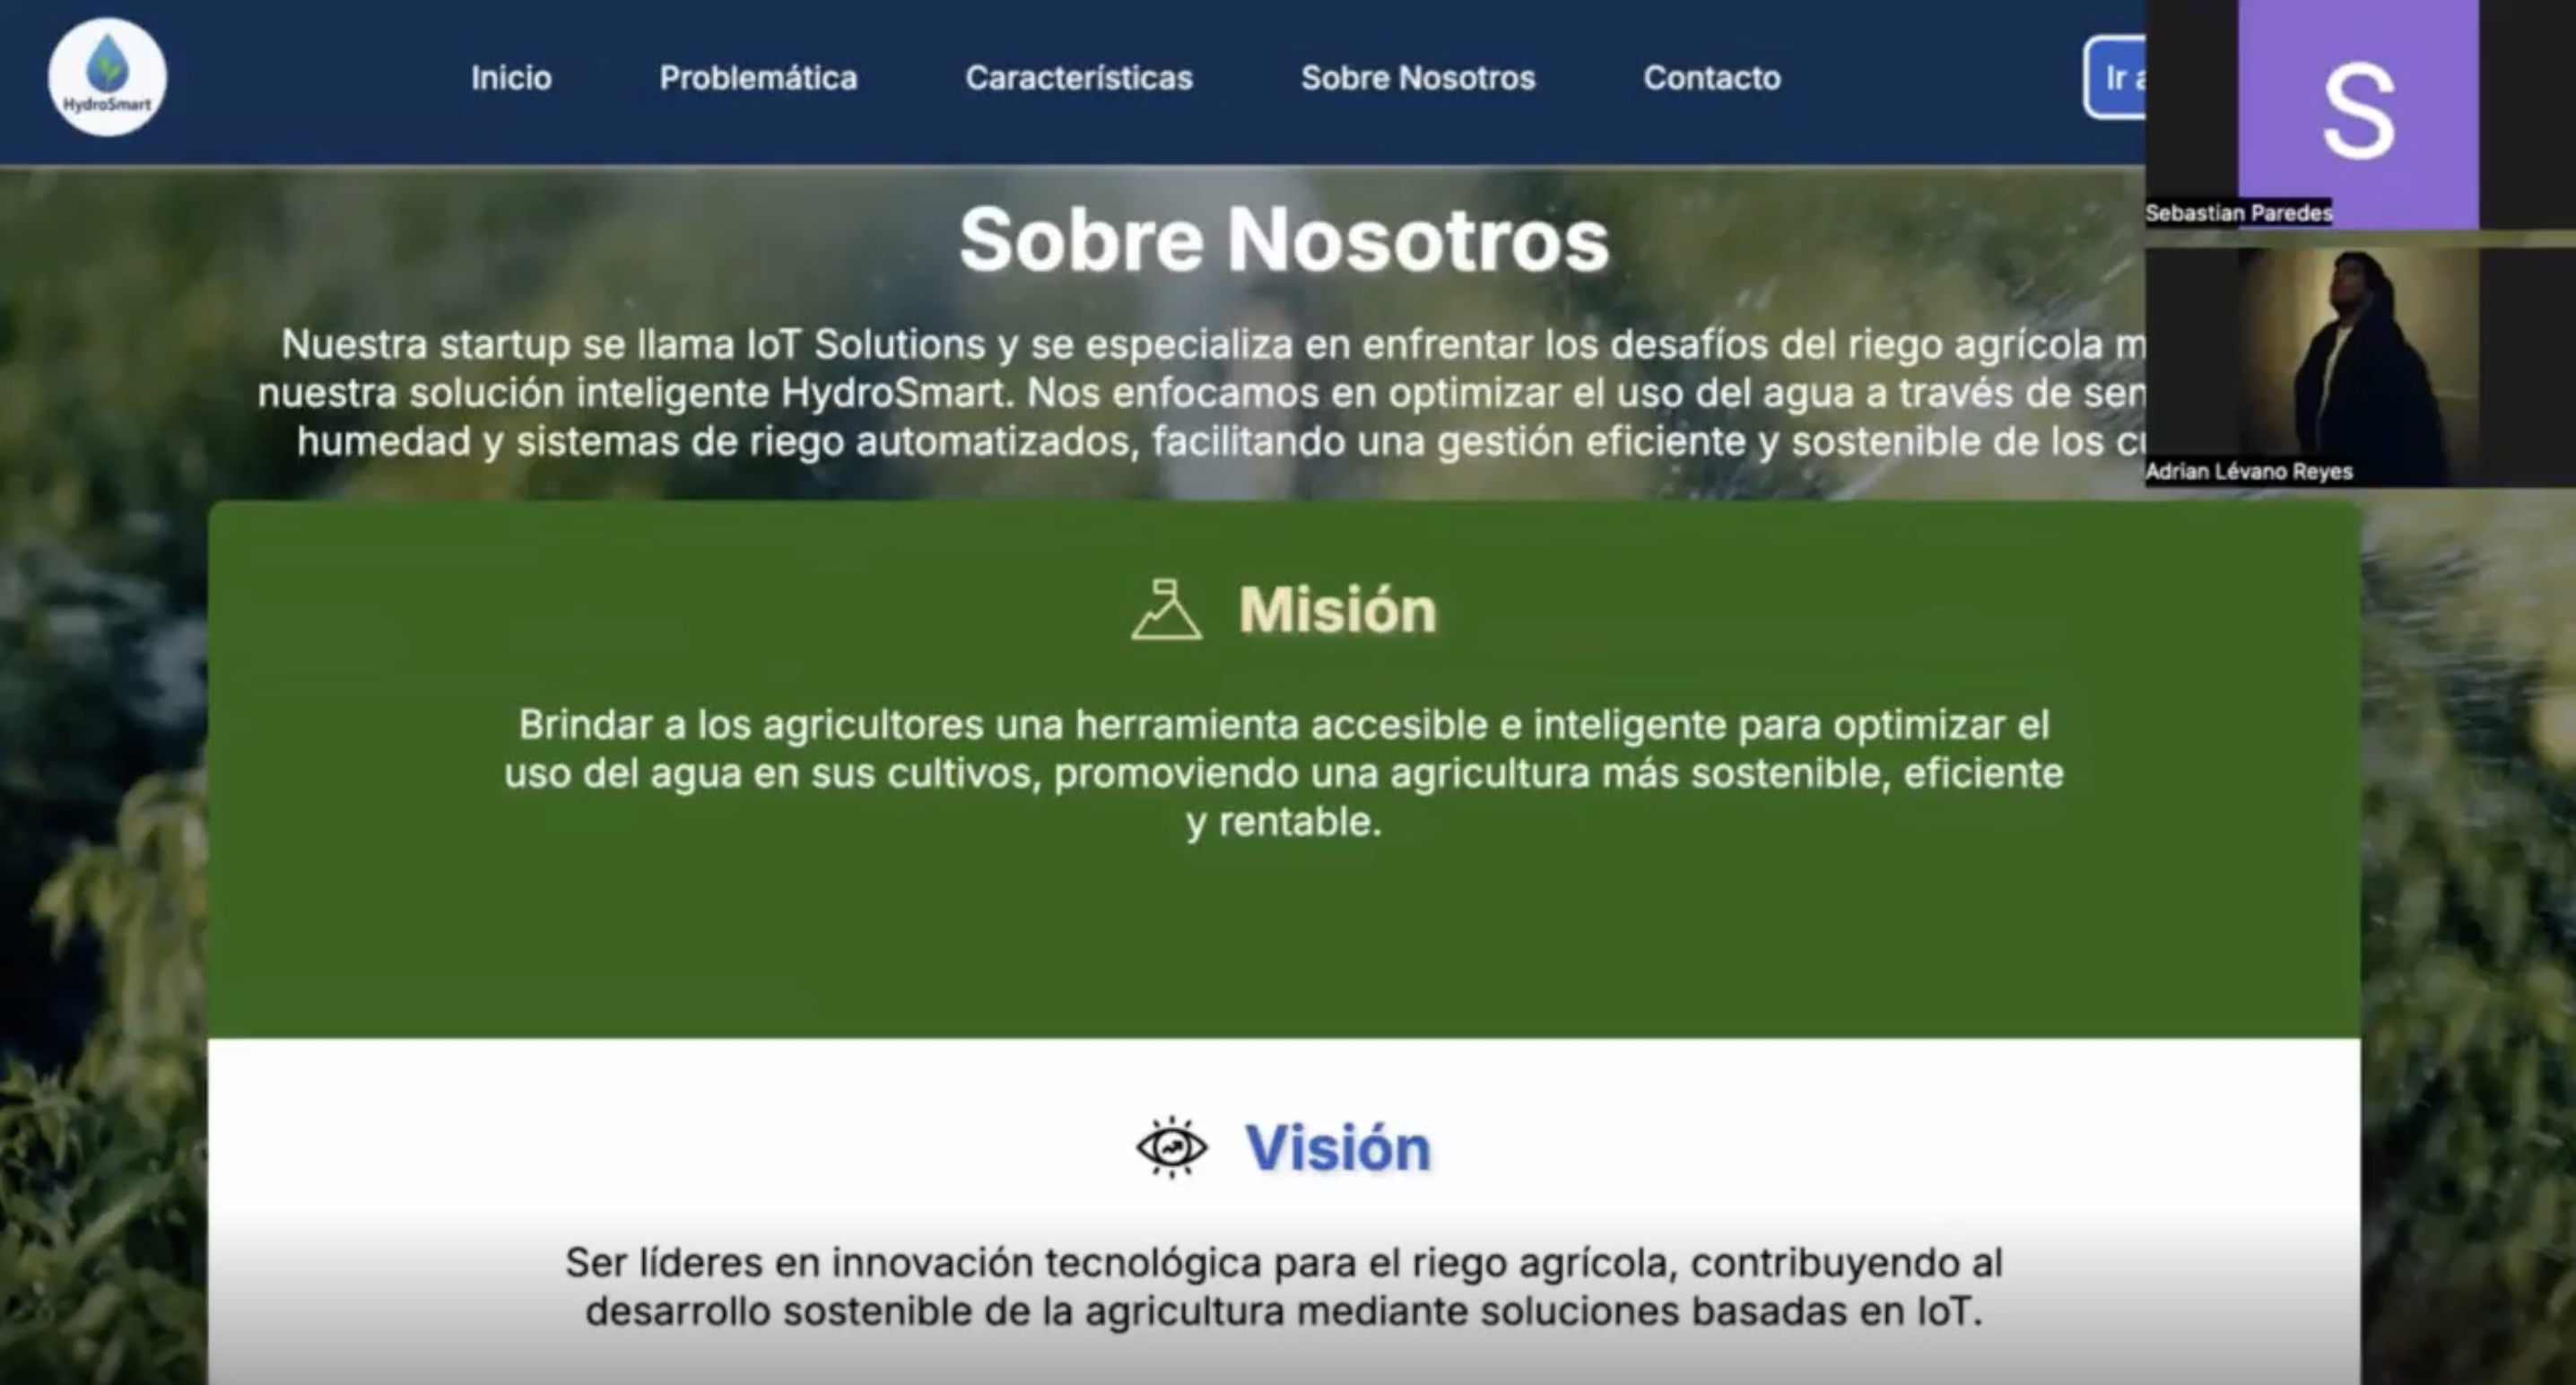 HydroSmart
Inicio
Problemática
Características
Sobre Nosotros
Contacto
Ir
S
Sebastian Paredes
Adrian Lévano Reyes
Sobre Nosotros
Nuestra startup se llama IoT Solutions y se especializa en enfrentar los desafíos del riego agrícola
nuestra solución inteligente HydroSmart. Nos enfocamos en optimizar el uso del agua a través de
humedad y sistemas de riego automatizados, facilitando una gestión eficiente y sostenible de los
Misión
Brindar a los agricultores una herramienta accesible e inteligente para optimizar el
uso del agua en sus cultivos, promoviendo una agricultura más sostenible, eficiente
y rentable.
Visión
Ser líderes en innovación tecnológica para el riego agrícola, contribuyendo al
desarrollo sostenible de la agricultura mediante soluciones basadas en IoT.